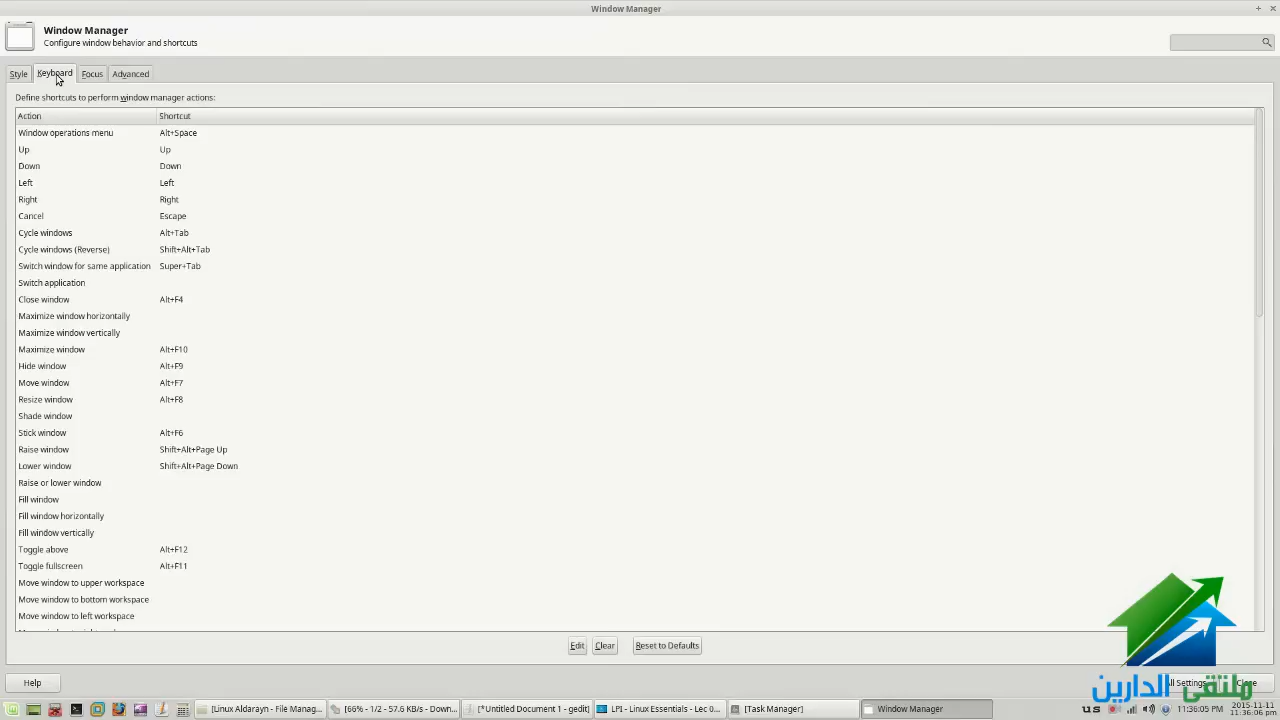 Window Manager
Window Manager
Configure window behavior and shortcuts
Style Keyboard Focus Advanced
Define shortcuts to perform window manager actions:
Action Shortcut
Window operations menu Alt+Space
Up Up
Down Down
Left Left
Right Right
Cancel Escape
Cycle windows Alt+Tab
Cycle windows (Reverse) Shift+Alt+Tab
Switch window for same application Super+Tab
Switch application
Close window Alt+F4
Maximize window horizontally
Maximize window vertically
Maximize window Alt+F10
Hide window Alt+F9
Move window Alt+F7
Resize window Alt+F8
Shade window
Stick window Alt+F6
Raise window Shift+Alt+Page Up
Lower window Shift+Alt+Page Down
Raise or lower window
Fill window
Fill window horizontally
Fill window vertically
Toggle above Alt+F12
Toggle fullscreen Alt+F11
Move window to upper workspace
Move window to bottom workspace
Move window to left workspace
Edit Clear Reset to Defaults
Help Settings
ملتقى الدارين
[Linux Aldarayn - File Manag... [66% - 1/2 - 57.6 KB/s - Down... [*Untitled Document 1 - gedit] LPI - Linux Essentials - Lec 0... [Task Manager] Window Manager us 11:36:05 PM 2015-11-11
11:36:06 pm